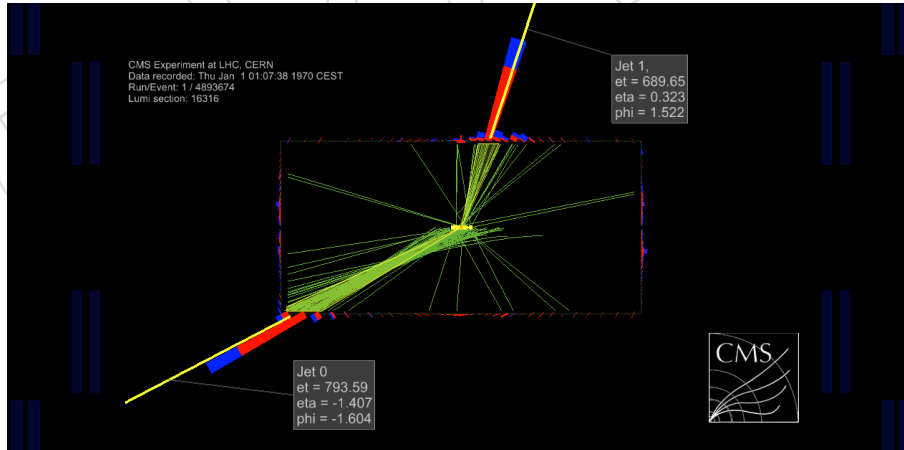 CMS Experiment at LHC, CERN
Data recorded: Thu Jan 1 01:07:38 1970 CEST
Run/Event: 1 / 4893674
Lumi section: 16316
Jet 1,
et = 689.65
eta = 0.323
phi = 1.522
Jet 0
et = 793.59
eta = -1.407
phi = -1.604
CMS